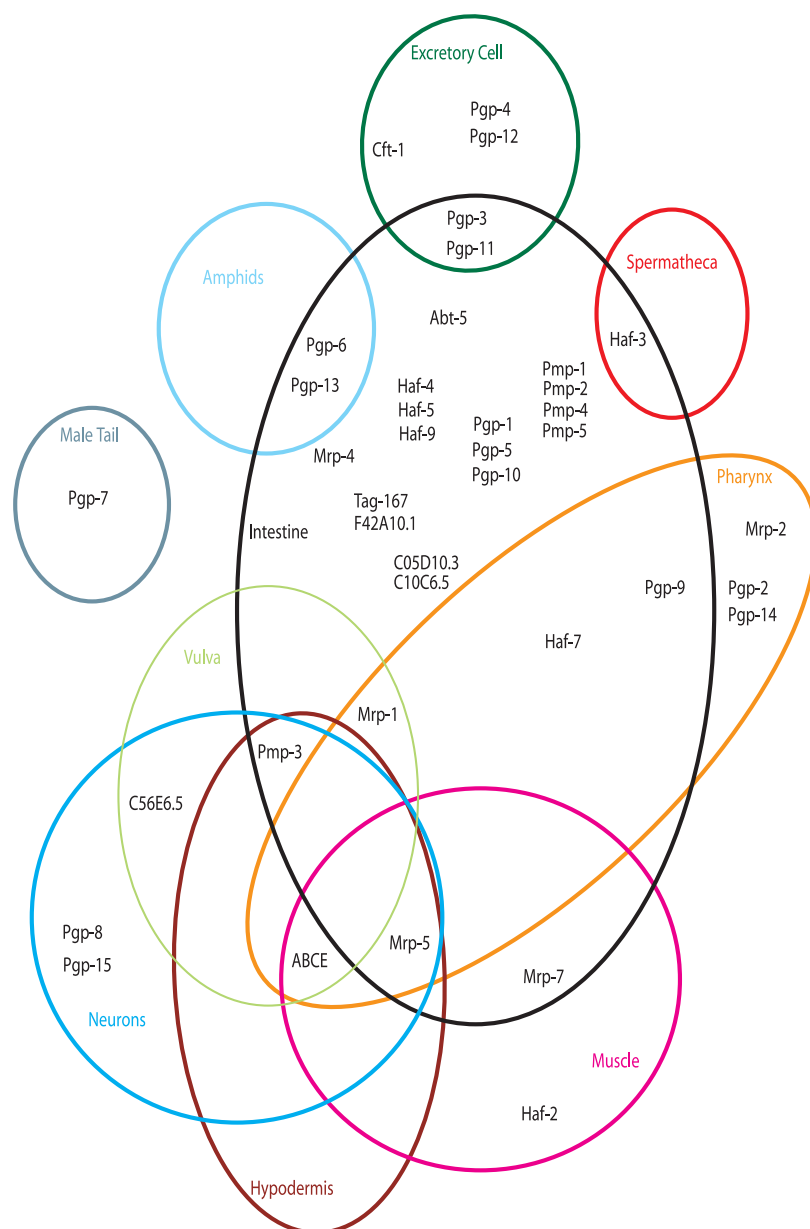 Excretory Cell
Pgp-4
Pgp-12
Cft-1
Pgp-3
Pgp-11
Spermatheca
Amphids
Abt-5
Haf-3
Pgp-6
Pgp-13
Pmp-1
Pmp-2
Pmp-4
Pmp-5
Haf-4
Haf-5
Haf-9
Pgp-1
Pgp-5
Pgp-10
Male Tail
Pgp-7
Mrp-4
Pharynx
Mrp-2
Tag-167
F42A10.1
Intestine
C05D10.3
C10C6.5
Pgp-9
Pgp-2
Pgp-14
Haf-7
Vulva
Mrp-1
Pmp-3
C56E6.5
Pgp-8
Pgp-15
Mrp-5
ABCE
Mrp-7
Neurons
Muscle
Haf-2
Hypodermis